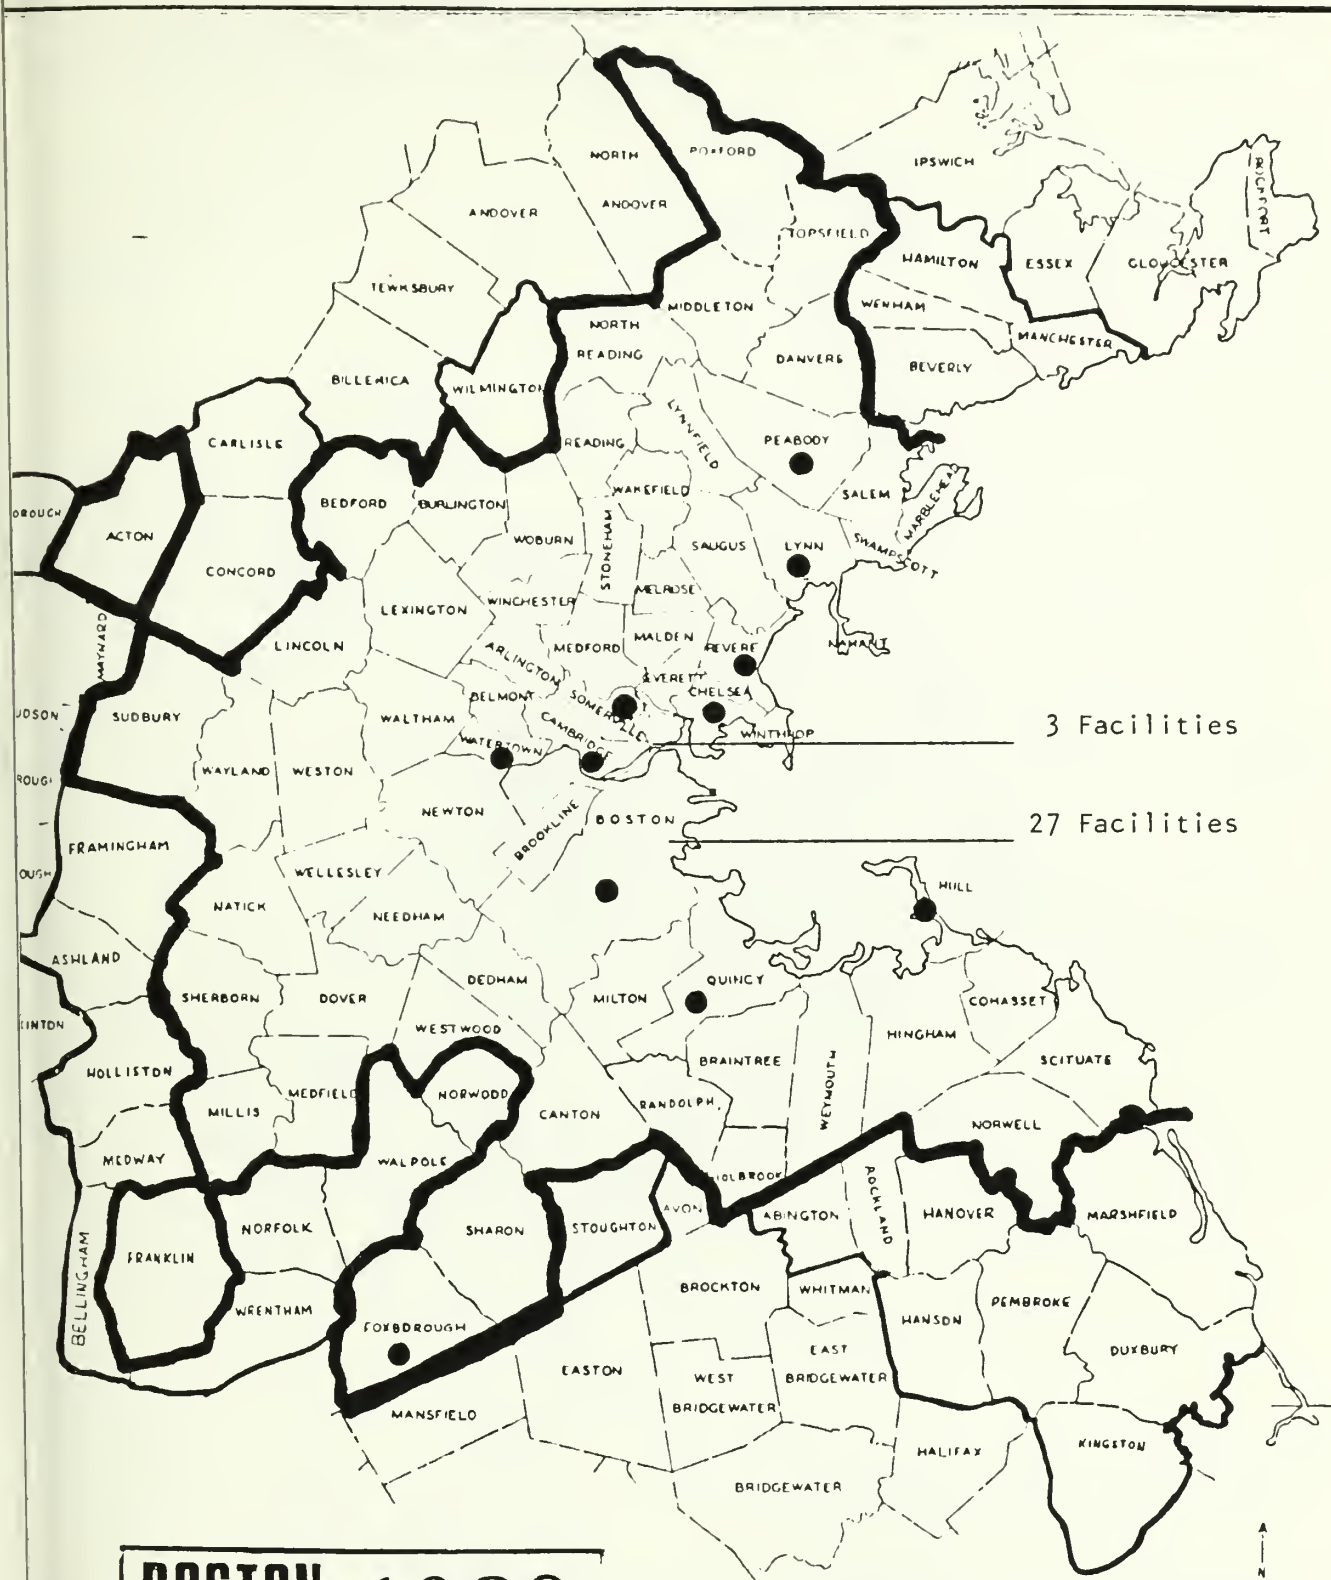 NORTH
ANDOVER
ANDOVER
IPSWICH
ROCKPORT
TOPSFIELD
HAMILTON
ESSEX
GLOUCESTER
TEWKSBURY
MIDDLETON
WENHAM
NORTH
READING
MANCHESTER
DANVERS
BEVERLY
BILLERICA
WILMINGTON
LYNNFIELD
CARLISLE
READING
PEABODY
BEDFORD
BURLINGTON
WAKEFIELD
SALEM
MARBLEHEAD
OROUGH
ACTON
WOBURN
STONEHAM
SAUGUS
LYNN
SWAMPSCOTT
CONCORD
LEXINGTON
WINCHESTER
MELROSE
MAYNARD
LINCOLN
ARLINGTON
MEDFORD
MALDEN
REVERE
NAHANT
EVERETT
CHELSEA
BELMONT
SOMERVILLE
UDSON
SUDBURY
WALTHAM
CAMBRIDGE
WINTHROP
3 Facilities
WATERTOWN
ROUGH
WAYLAND
WESTON
NEWTON
BROOKLINE
BOSTON
27 Facilities
FRAMINGHAM
OUGH
WELLESLEY
HULL
NATICK
NEEDHAM
ASHLAND
DEDHAM
QUINCY
SHERBORN
DOVER
MILTON
COHASSET
KINTON
WESTWOOD
HINGHAM
HOLLISTON
BRAINTREE
WEYMOUTH
SCITUATE
MEDFIELD
NORWOOD
MILLIS
CANTON
RANDOLPH
NORWELL
MEDWAY
WALPOLE
HOLBROOK
ROCKLAND
AVON
ABINGTON
HANOVER
MARSHFIELD
NORFOLK
SHARON
STOUGHTON
BELLINGHAM
FRANKLIN
BROCKTON
WHITMAN
WRENTHAM
PEMBROKE
HANSON
FOXBOROUGH
EAST
BRIDGEWATER
DUXBURY
EASTON
WEST
BRIDGEWATER
MANSFIELD
KINGSTON
HALIFAX
BRIDGEWATER
N
BOSTON